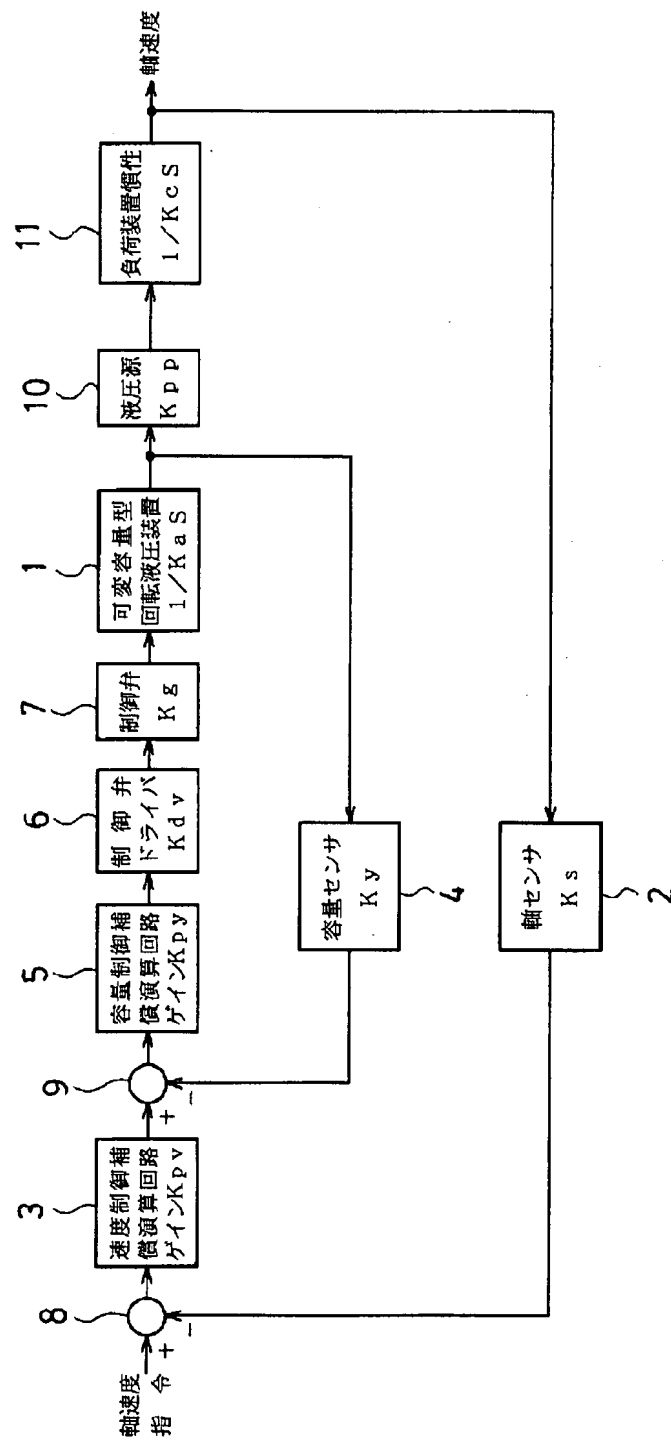 軸速度
指令
8
3
速度制御補
償演算回路
ゲインKpv
9
5
容量制御補
償演算回路
ゲインKpy
6
制御弁
ドライバ
Kdv
7
制御弁
Kg
1
可変容量型
回転液圧装置
1/KaS
10
液圧源
Kpp
11
負荷装置慣性
1/KcS
軸速度
容量センサ
Ky
4
軸センサ
Ks
2
+
-
+
-